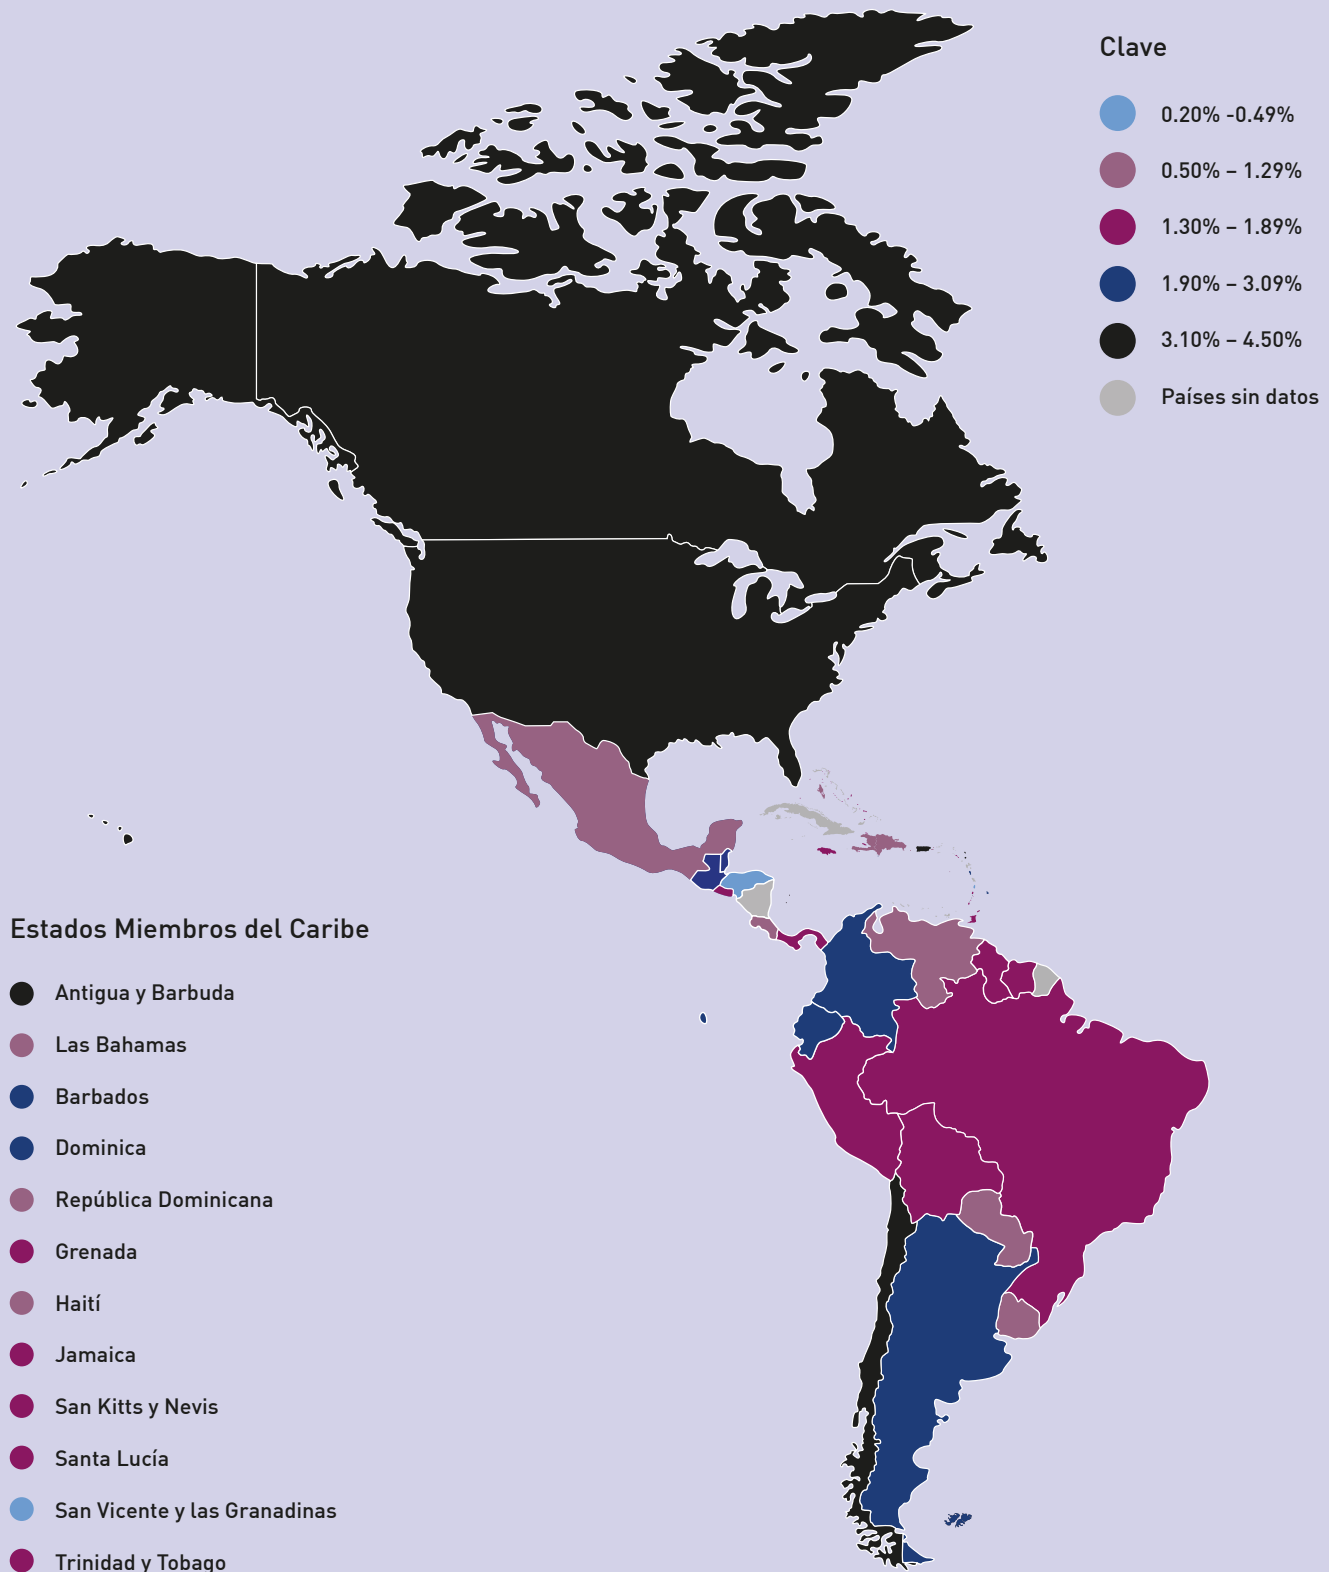 Clave
0.20% -0.49%
0.50% – 1.29%
1.30% – 1.89%
1.90% – 3.09%
3.10% – 4.50%
Países sin datos
Estados Miembros del Caribe
Antigua y Barbuda
Las Bahamas
Barbados
Dominica
República Dominicana
Grenada
Haití
Jamaica
San Kitts y Nevis
Santa Lucía
San Vicente y las Granadinas
Trinidad y Tobago